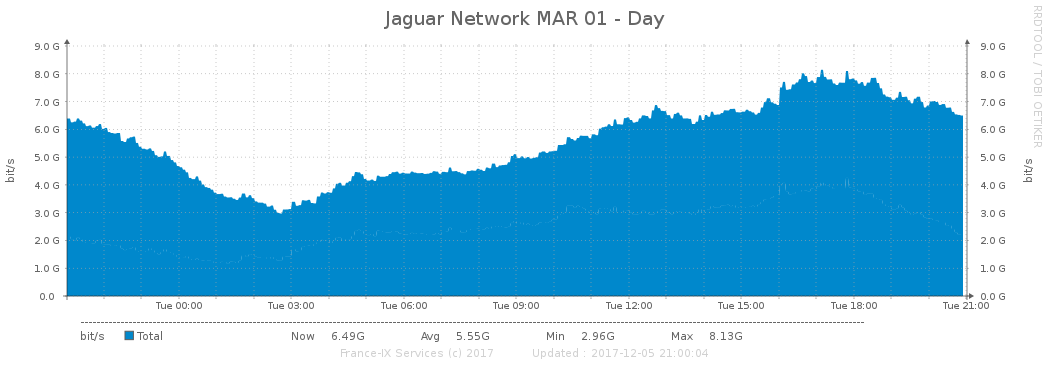 Jaguar Network MAR 01 - Day
RRDTOOL / TOBI OETIKER
9.0 G 9.0 G
8.0 G 8.0 G
7.0 G 7.0 G
6.0 G 6.0 G
5.0 G 5.0 G
4.0 G 4.0 G
3.0 G 3.0 G
2.0 G 2.0 G
1.0 G 1.0 G
0.0 0.0 G
bit/s
bit/s
Tue 00:00 Tue 03:00 Tue 06:00 Tue 09:00 Tue 12:00 Tue 15:00 Tue 18:00 Tue 21:00
bit/s Total Now 6.49G Avg 5.55G Min 2.96G Max 8.13G
France-IX Services (c) 2017 Updated : 2017-12-05 21:00:04